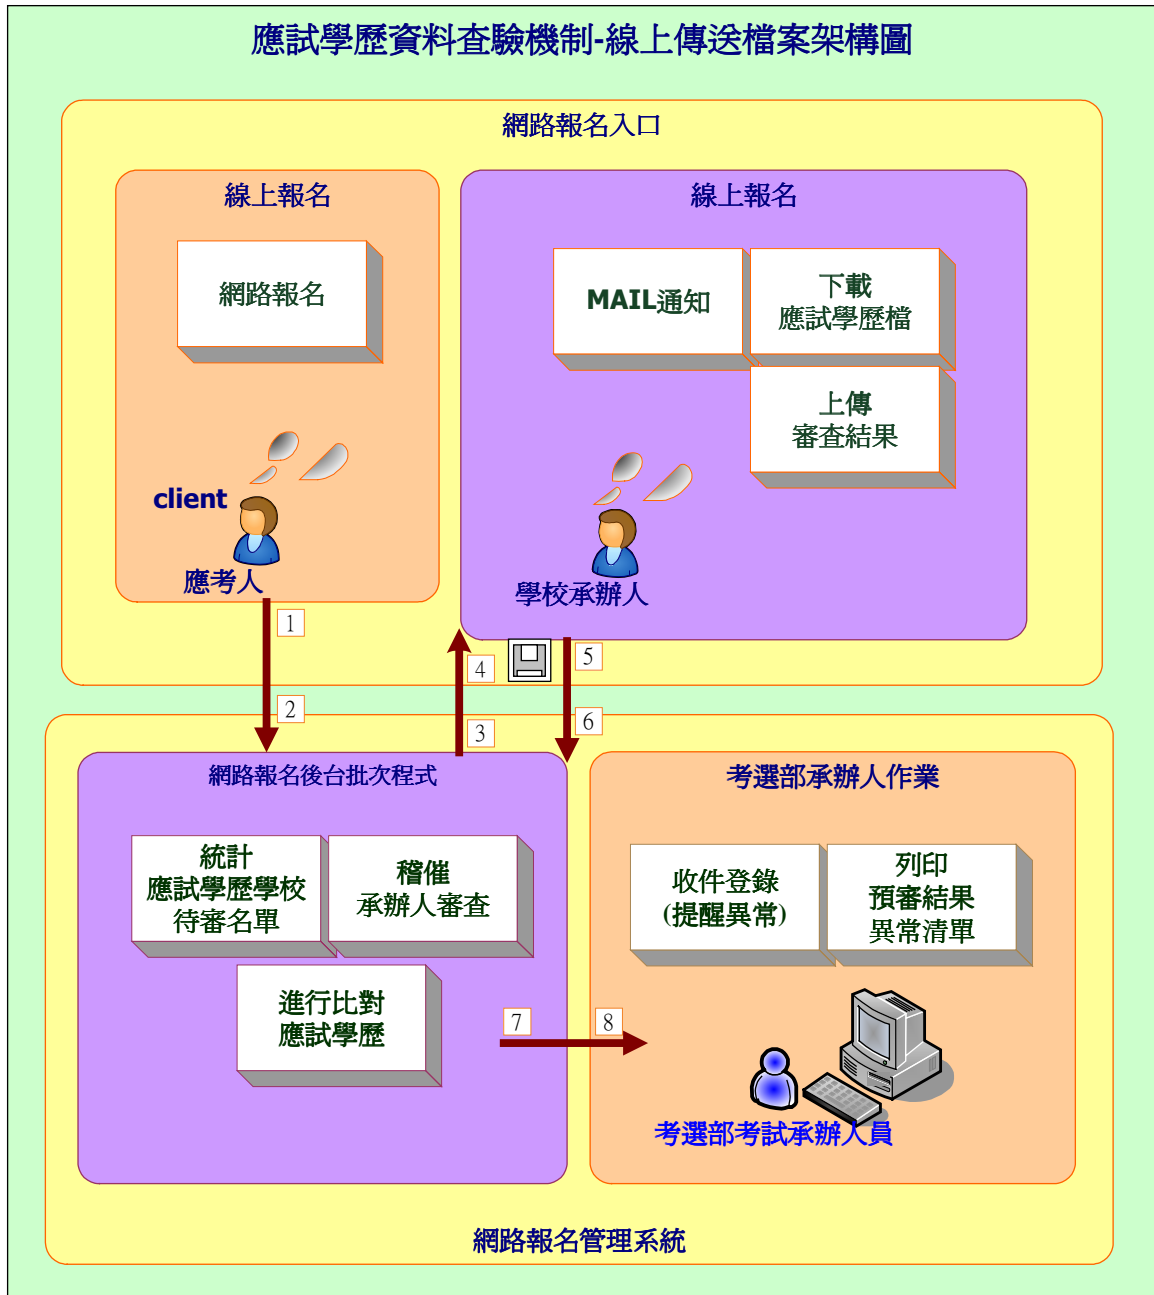 應試學歷資料查驗機制-線上傳送檔案架構圖
網路報名入口
線上報名
網路報名
client
應考人
線上報名
MAIL通知
下載
應試學歷檔
上傳
審查結果
學校承辦人
1
2
3
4
5
6
網路報名後台批次程式
統計
應試學歷學校
待審名單
稽催
承辦人審查
進行比對
應試學歷
7
8
考選部承辦人作業
收件登錄
(提醒異常)
列印
預審結果
異常清單
考選部考試承辦人員
網路報名管理系統